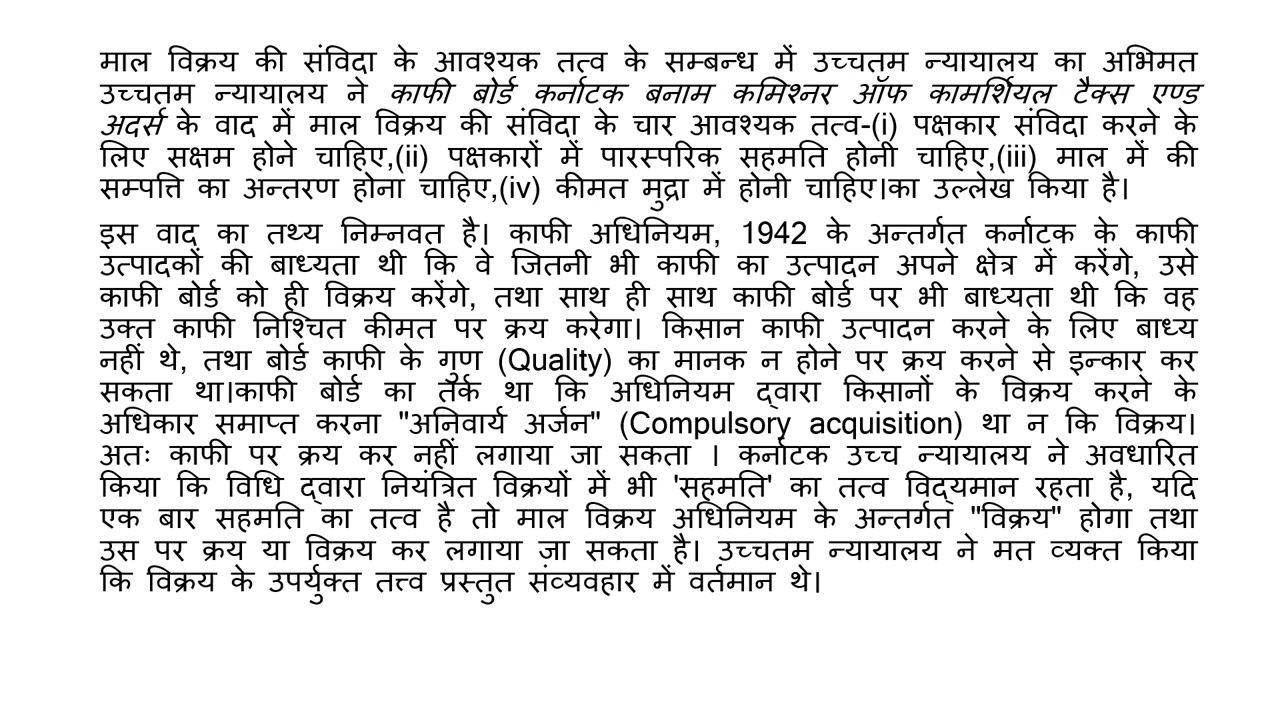 माल विक्रय की संविदा के आवश्यक तत्व के सम्बन्ध में उच्चतम न्यायालय का अभिमत
उच्चतम न्यायालय ने काफी बोर्ड कर्नाटक बनाम कमिश्नर ऑफ कामर्शियल टैक्स एण्ड
अदर्स के वाद में माल विक्रय की संविदा के चार आवश्यक तत्व-(i) पक्षकार संविदा करने के
लिए सक्षम होने चाहिए,(ii) पक्षकारों में पारस्परिक सहमति होनी चाहिए,(iii) माल में की
सम्पत्ति का अन्तरण होना चाहिए,(iv) कीमत मुद्रा में होनी चाहिए।का उल्लेख किया है।
इस वाद का तथ्य निम्नवत है। काफी अधिनियम, 1942 के अन्तर्गत कर्नाटक के काफी
उत्पादकों की बाध्यता थी कि वे जितनी भी काफी का उत्पादन अपने क्षेत्र में करेंगे, उसे
काफी बोर्ड को ही विक्रय करेंगे, तथा साथ ही साथ काफी बोर्ड पर भी बाध्यता थी कि वह
उक्त काफी निश्चित कीमत पर क्रय करेगा। किसान काफी उत्पादन करने के लिए बाध्य
नहीं थे, तथा बोर्ड काफी के गुण (Quality) का मानक न होने पर क्रय करने से इन्कार कर
सकता था।काफी बोर्ड का तर्क था कि अधिनियम द्वारा किसानों के विक्रय करने के
अधिकार समाप्त करना "अनिवार्य अर्जन" (Compulsory acquisition) था न कि विक्रय।
अतः काफी पर क्रय कर नहीं लगाया जा सकता । कर्नाटक उच्च न्यायालय ने अवधारित
किया कि विधि द्वारा नियंत्रित विक्रयों में भी 'सहमति' का तत्व विद्यमान रहता है, यदि
एक बार सहमति का तत्व है तो माल विक्रय अधिनियम के अन्तर्गत "विक्रय" होगा तथा
उस पर क्रय या विक्रय कर लगाया जा सकता है। उच्चतम न्यायालय ने मत व्यक्त किया
कि विक्रय के उपर्युक्त तत्त्व प्रस्तुत संव्यवहार में वर्तमान थे।